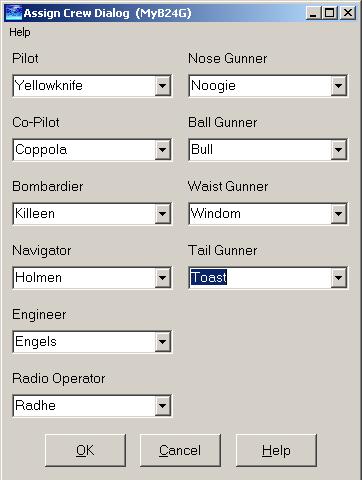 Assign Crew Dialog (MyB24G)
Help
Pilot
Yellowknife
Nose Gunner
Noogie
Co-Pilot
Coppola
Ball Gunner
Bull
Bombardier
Killeen
Waist Gunner
Windom
Navigator
Holmen
Tail Gunner
Toast
Engineer
Engels
Radio Operator
Radhe
OK
Cancel
Help